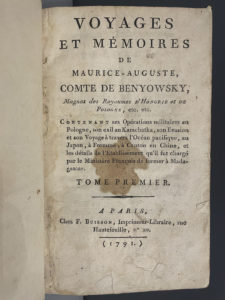 VOYAGES
ET MÉMOIRES
DE
MAURICE-AUGUSTE,
COMTE DE BENYOWSKY,
Magnat des Royaumes d'HONGRIE et DE
POLOGNE, etc. etc.
CONTENANT ses Opérations militaires en
Pologne, son exil au Kamchatka, son Evasion
et son Voyage à travers l'Océan pacifique, au
Japon, à Formose, à Canton en Chine, et
les détails de l'Etablissement qu'il fut chargé
par le Ministère François de former à Mada-
gascar.
TOME PREMIER.
A PARIS,
Chez F. BUISSON, Imprimeur-Libraire, rue
Hautefeuille, n° 20.
(1791.)